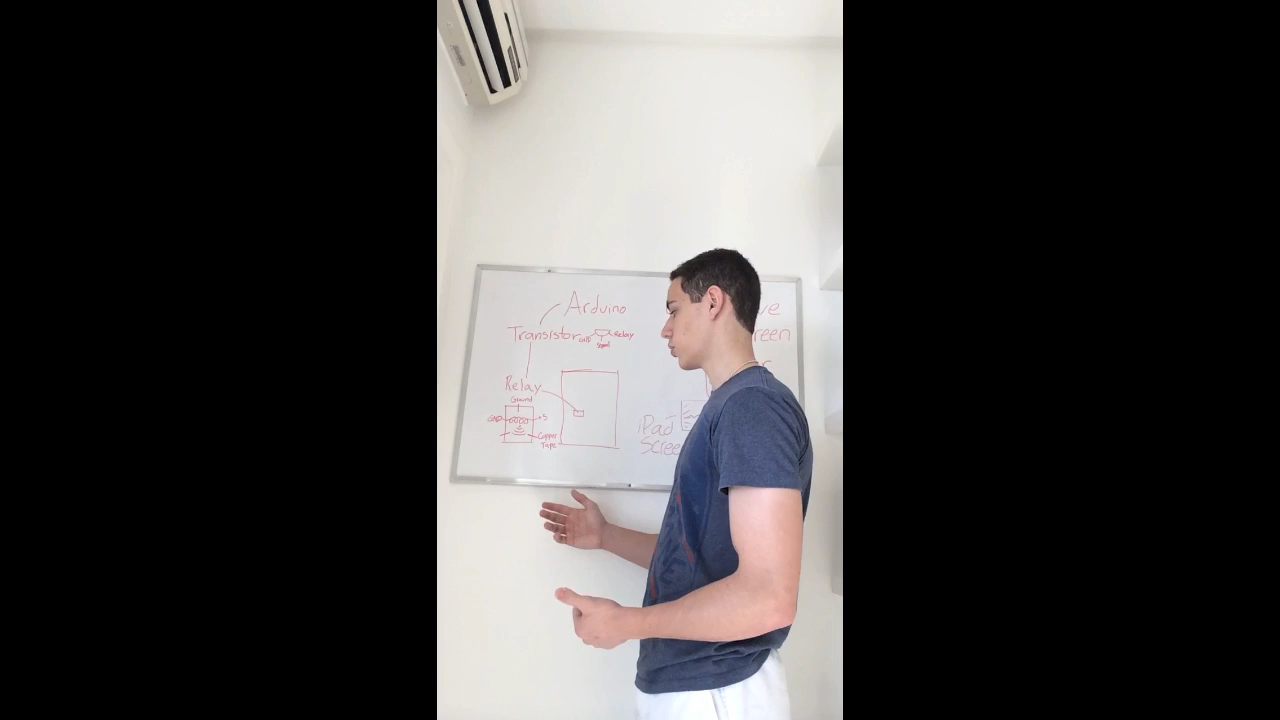 Arduino
Transistor GND Relay
Signal
Relay
Ground
GND +5
Copper
Tape
ve
reen
r
iPad
Scree